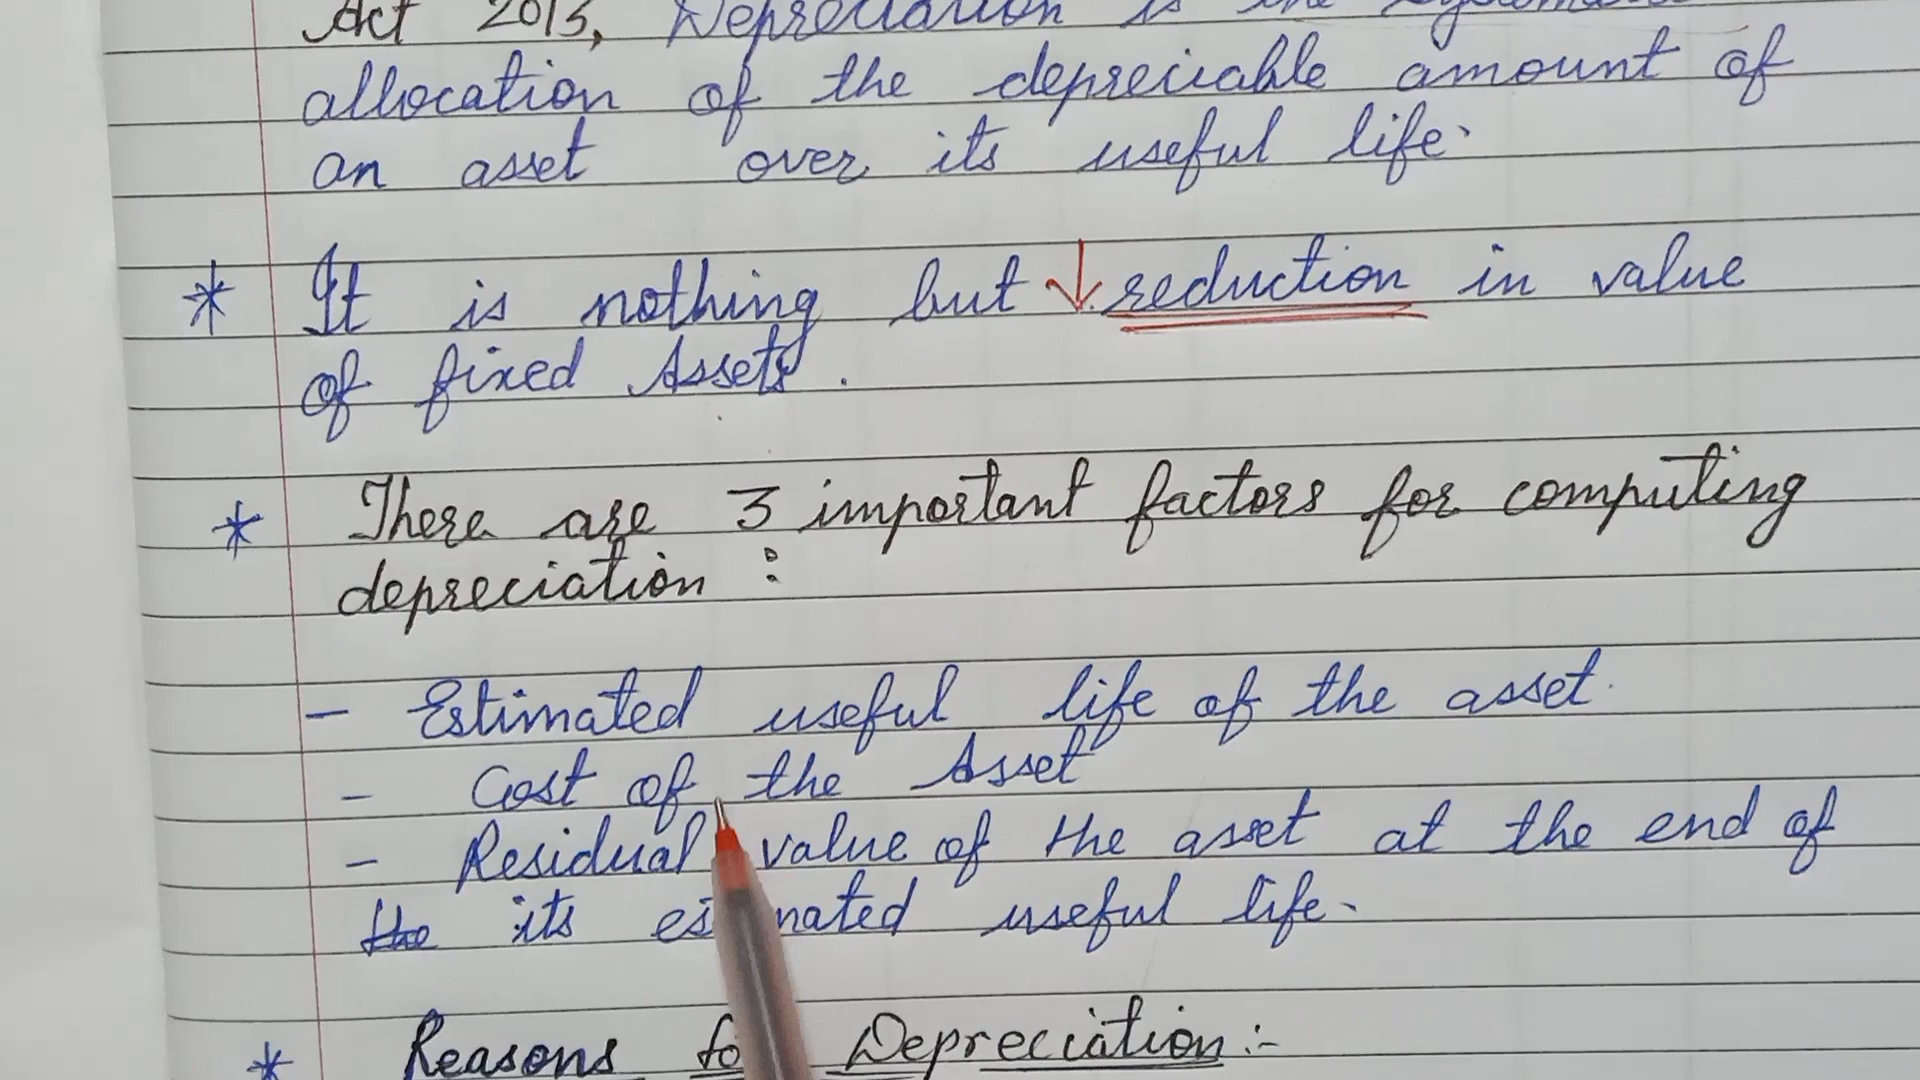 Act 2013, Depreciation is the systematic
allocation of the depreciable amount of
an asset over its useful life.
* It is nothing but ↓ reduction in value
of fixed Assets.
* There are 3 important factors for computing
depreciation :
- Estimated useful life of the asset.
- Cost of the Asset
- Residual value of the asset at the end of
the its estimated useful life.
* Reasons for Depreciation:-